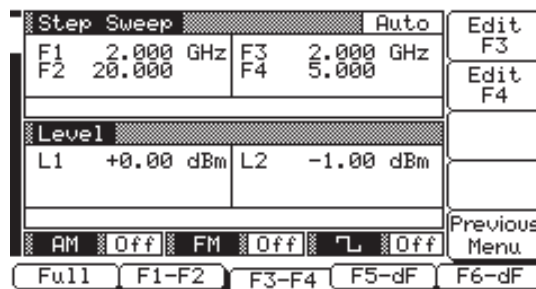 Step Sweep Auto
F1 2.000 GHz F3 2.000 GHz
F2 20.000 F4 5.000
Level
L1 +0.00 dBm L2 -1.00 dBm
AM Off FM Off Off
Edit F3
Edit F4
Previous Menu
Full F1-F2 F3-F4 F5-dF F6-dF